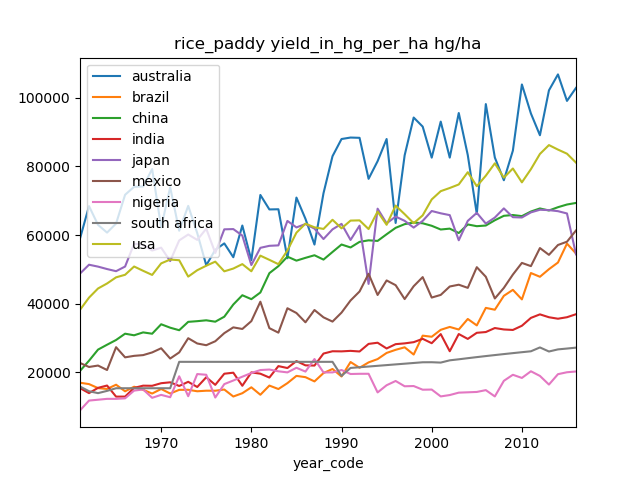 rice_paddy yield_in_hg_per_ha hg/ha
100000
80000
60000
40000
20000
australia
brazil
china
india
japan
mexico
nigeria
south africa
usa
1970 1980 1990 2000 2010
year_code